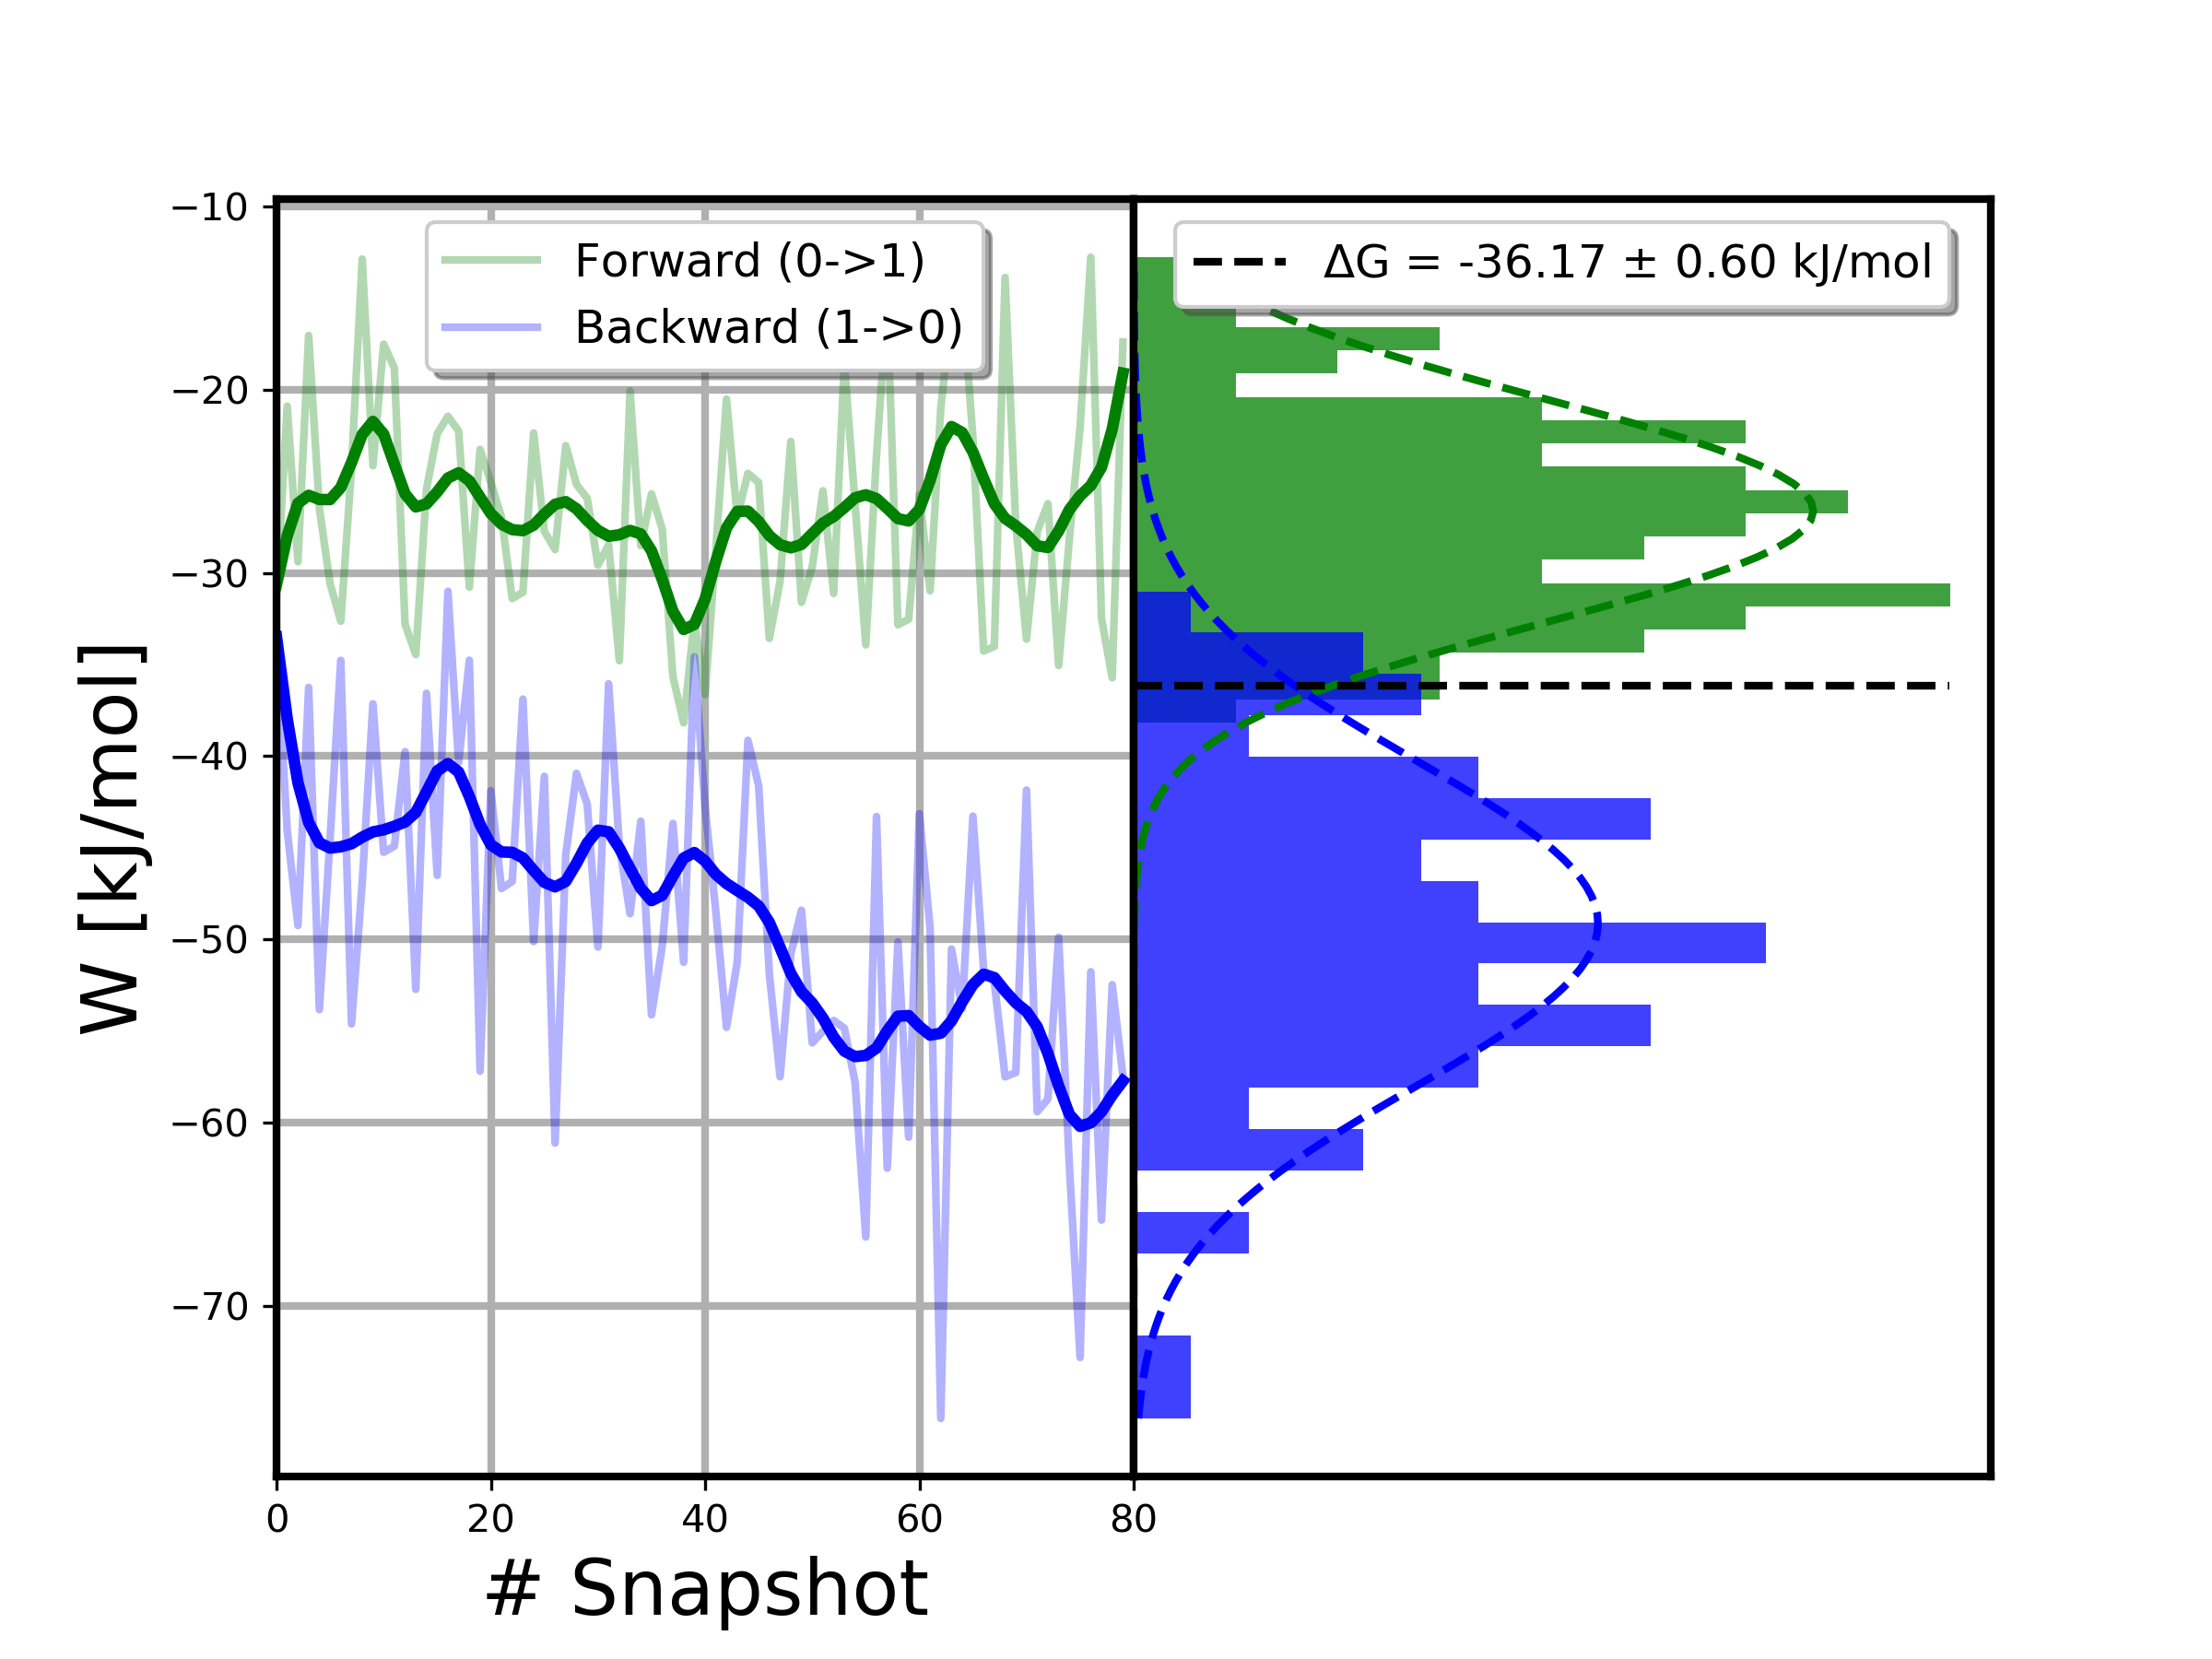 W [kJ/mol]
−10
−20
−30
−40
−50
−60
−70
Forward (0->1)
Backward (1->0)
ΔG = -36.17 ± 0.60 kJ/mol
0 20 40 60 80
# Snapshot